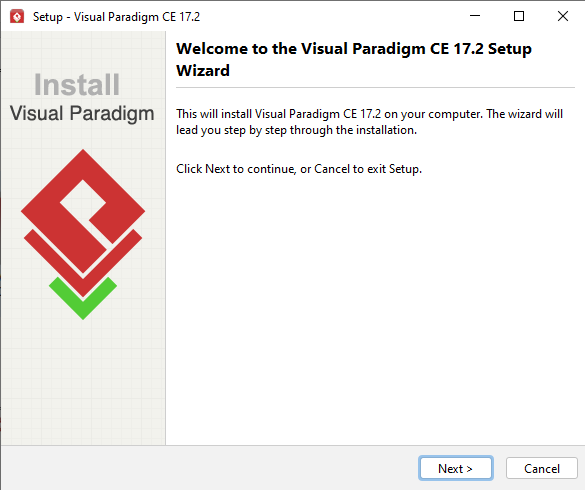 Setup - Visual Paradigm CE 17.2
Install
Visual Paradigm
Welcome to the Visual Paradigm CE 17.2 Setup
Wizard
This will install Visual Paradigm CE 17.2 on your computer. The wizard will
lead you step by step through the installation.
Click Next to continue, or Cancel to exit Setup.
Next >
Cancel